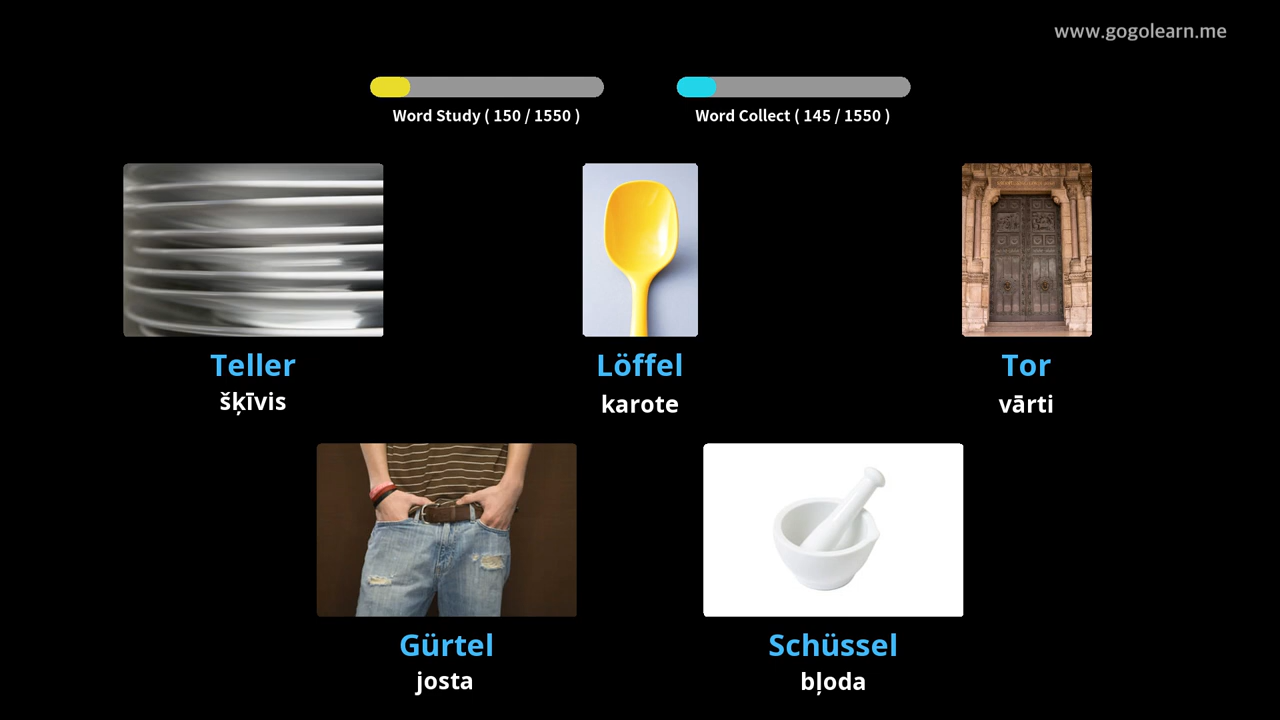 www.gogolearn.me
Word Study ( 150 / 1550 )
Word Collect ( 145 / 1550 )
Teller
šķīvis
Löffel
karote
Tor
vārti
Gürtel
josta
Schüssel
bļoda